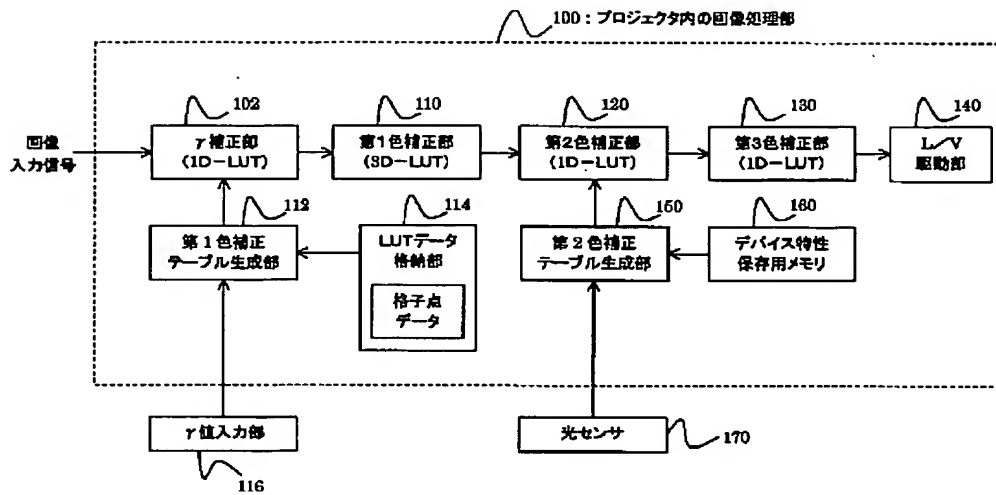 100：プロジェクタ内の画像処理部
102
110
120
130
140
画像
入力信号
γ補正部
(1D-LUT)
第1色補正部
(3D-LUT)
第2色補正部
(1D-LUT)
第3色補正部
(1D-LUT)
L/V
駆動部
112
114
150
160
第1色補正
テーブル生成部
LUTデータ
格納部
格子点
データ
第2色補正
テーブル生成部
デバイス特性
保存用メモリ
γ値入力部
116
光センサ
170